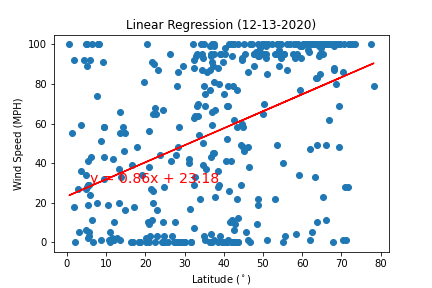 Linear Regression (12-13-2020)
Wind Speed (MPH)
100
80
60
40
20
0
y = 0.86x + 23.18
0 10 20 30 40 50 60 70 80
Latitude (°)